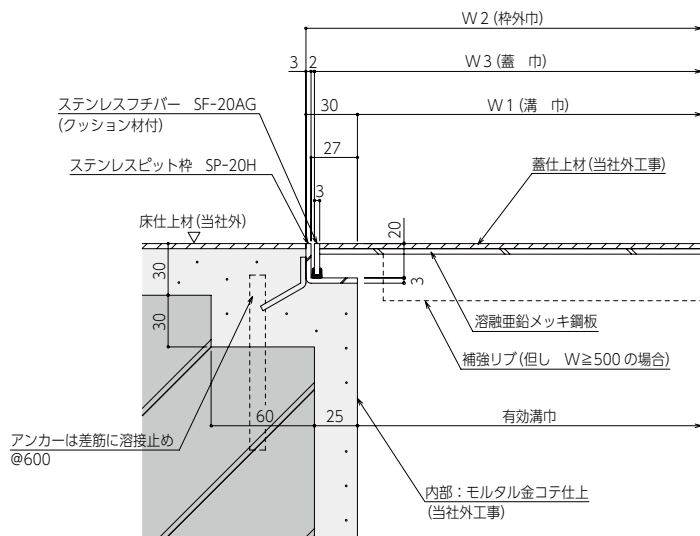 W2(枠外巾)
3 2
W3(蓋 巾)
ステンレスフチバー SF-20AG
(クッション材付)
30
W1(溝 巾)
27
ステンレスピット枠 SP-20H
蓋仕上材(当社外工事)
3
床仕上材(当社外)
20
30
3
溶融亜鉛メッキ鋼板
30
補強リブ(但し W≧500の場合)
60
25
有効溝巾
アンカーは差筋に溶接止め
@600
内部：モルタル金コテ仕上
(当社外工事)